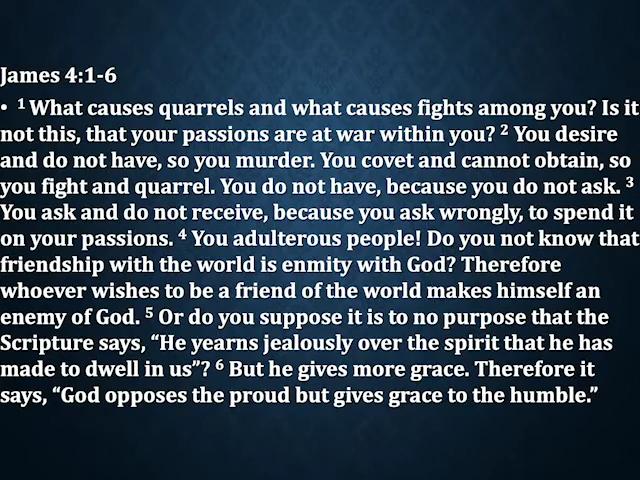 James 4:1-6
• 1 What causes quarrels and what causes fights among you? Is it
not this, that your passions are at war within you? 2 You desire
and do not have, so you murder. You covet and cannot obtain, so
you fight and quarrel. You do not have, because you do not ask. 3
You ask and do not receive, because you ask wrongly, to spend it
on your passions. 4 You adulterous people! Do you not know that
friendship with the world is enmity with God? Therefore
whoever wishes to be a friend of the world makes himself an
enemy of God. 5 Or do you suppose it is to no purpose that the
Scripture says, “He yearns jealously over the spirit that he has
made to dwell in us”? 6 But he gives more grace. Therefore it
says, “God opposes the proud but gives grace to the humble.”